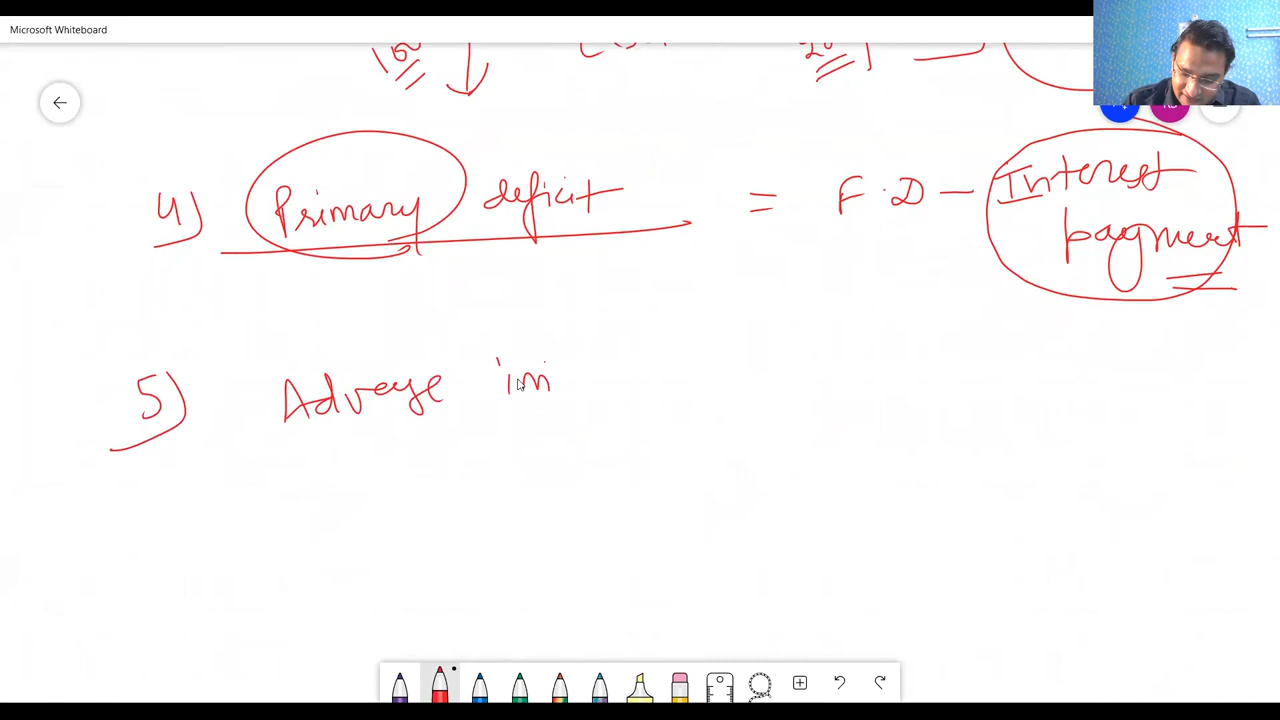 Microsoft Whiteboard
4) Primary deficit = F.D - Interest payment
5) Adverse im